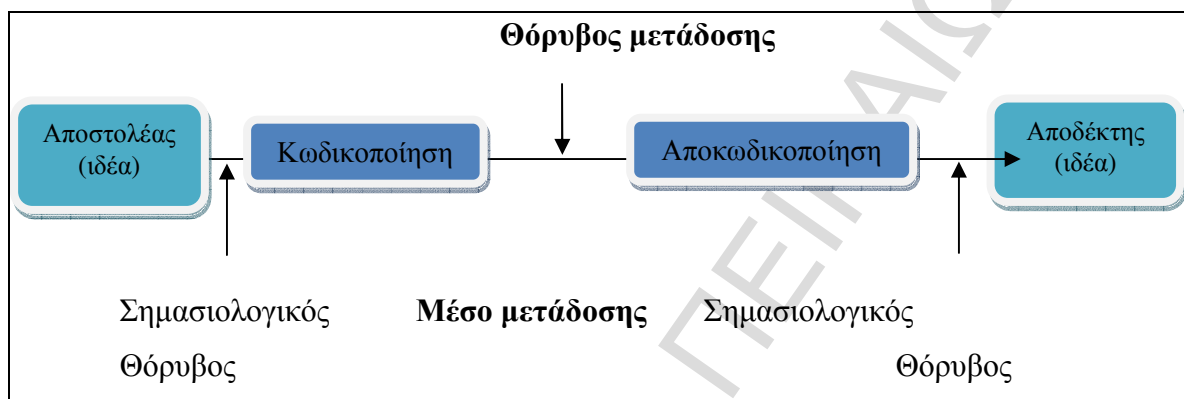 Θόρυβος μετάδοσης
Αποστολέας
(ιδέα)
Κωδικοποίηση
Αποκωδικοποίηση
Αποδέκτης
(ιδέα)
Σημασιολογικός Μέσο μετάδοσης Σημασιολογικός
Θόρυβος Θόρυβος